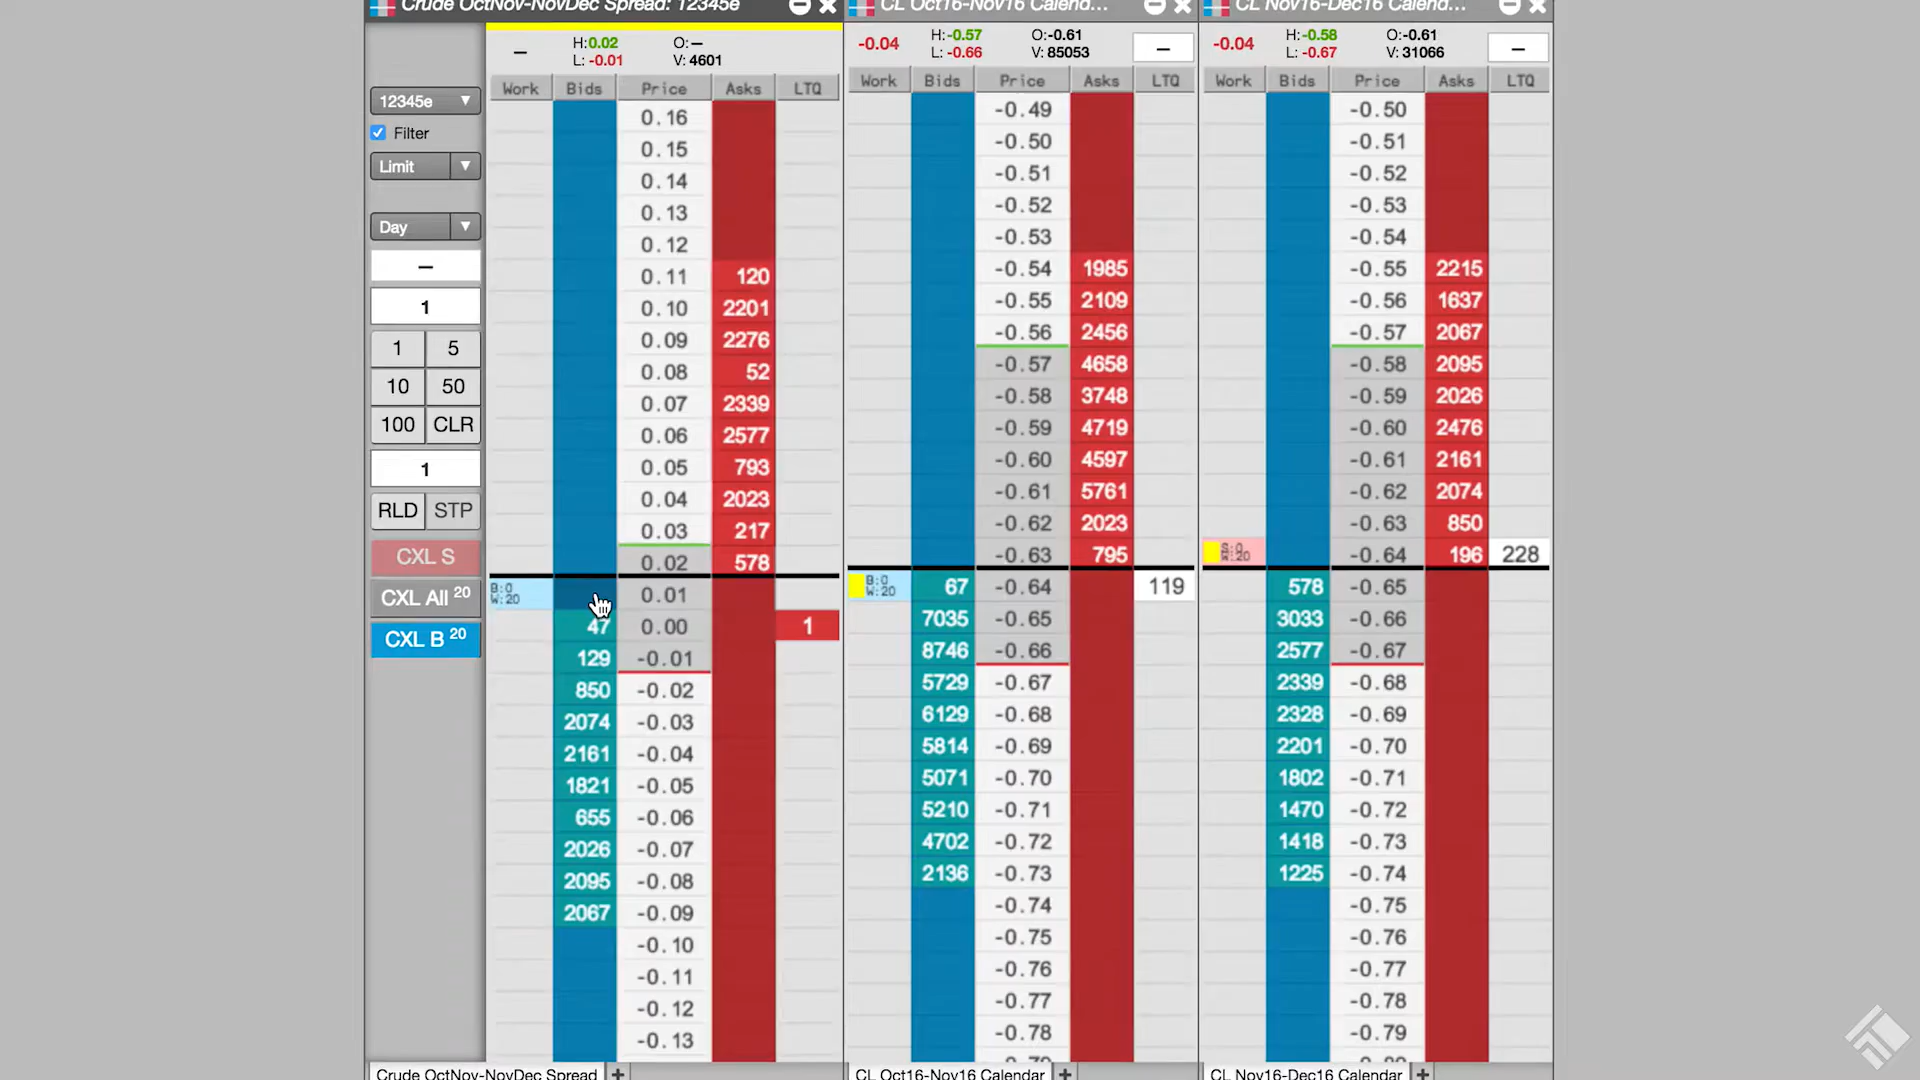 Crude OctNov-NovDec Spread: 12345e
CL Oct16-Nov16 Calend...
CL Nov16-Dec16 Calend...
— H:0.02 O:—
L: -0.01 V: 4601
-0.04 H:-0.57 O:-0.61 —
L: -0.66 V: 85053
-0.04 H:-0.58 O:-0.61 —
L: -0.67 V: 31066
12345e
Filter
Limit
Day
—
1
1 5
10 50
100 CLR
1
RLD STP
CXL S
CXL All 20
CXL B 20
Work Bids Price Asks LTQ
0.16
0.15
0.14
0.13
0.12
0.11 120
0.10 2201
0.09 2276
0.08 52
0.07 2339
0.06 2577
0.05 793
0.04 2023
0.03 217
0.02 578
B:0
W:20
0.01
47 0.00 1
129 -0.01
850 -0.02
2074 -0.03
2161 -0.04
1821 -0.05
655 -0.06
2026 -0.07
2095 -0.08
2067 -0.09
-0.10
-0.11
-0.12
-0.13
Crude OctNov-NovDec Spread +
Work Bids Price Asks LTQ
-0.49
-0.50
-0.51
-0.52
-0.53
-0.54 1985
-0.55 2109
-0.56 2456
-0.57 4658
-0.58 3748
-0.59 4719
-0.60 4597
-0.61 5761
-0.62 2023
-0.63 795
B:0
W:20
67 -0.64 119
7035 -0.65
8746 -0.66
5729 -0.67
6129 -0.68
5814 -0.69
5071 -0.70
5210 -0.71
4702 -0.72
2136 -0.73
-0.74
-0.75
-0.76
-0.77
-0.78
CL Oct16-Nov16 Calendar +
Work Bids Price Asks LTQ
-0.50
-0.51
-0.52
-0.53
-0.54
-0.55 2215
-0.56 1637
-0.57 2067
-0.58 2095
-0.59 2026
-0.60 2476
-0.61 2161
-0.62 2074
-0.63 850
S:0
W:20
-0.64 196 228
578 -0.65
3033 -0.66
2577 -0.67
2339 -0.68
2328 -0.69
2201 -0.70
1802 -0.71
1470 -0.72
1418 -0.73
1225 -0.74
-0.75
-0.76
-0.77
-0.78
-0.79
CL Nov16-Dec16 Calendar +